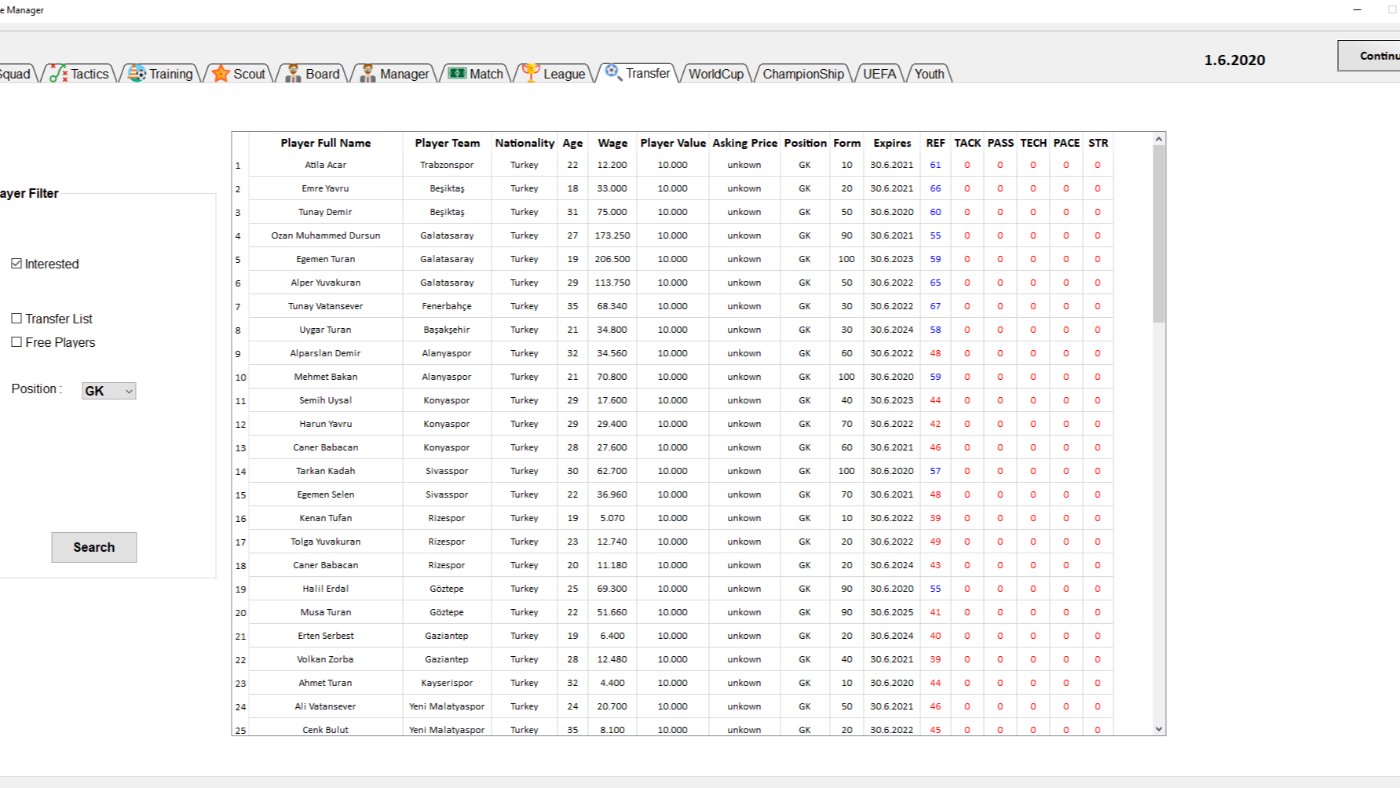 e Manager
Squad Tactics Training Scout Board Manager Match League Transfer WorldCup ChampionShip UEFA Youth
1.6.2020
Continu
ayer Filter
Interested
Transfer List
Free Players
Position : GK
Search
Player Full Name Player Team Nationality Age Wage Player Value Asking Price Position Form Expires REF TACK PASS TECH PACE STR
1 Atila Acar Trabzonspor Turkey 22 12.200 10.000 unkown GK 10 30.6.2021 61 0 0 0 0 0
2 Emre Yavru Beşiktaş Turkey 18 33.000 10.000 unkown GK 20 30.6.2021 66 0 0 0 0 0
3 Tunay Demir Beşiktaş Turkey 31 75.000 10.000 unkown GK 50 30.6.2020 60 0 0 0 0 0
4 Ozan Muhammed Dursun Galatasaray Turkey 27 173.250 10.000 unkown GK 90 30.6.2021 55 0 0 0 0 0
5 Egemen Turan Galatasaray Turkey 19 206.500 10.000 unkown GK 100 30.6.2023 59 0 0 0 0 0
6 Alper Yuvakuran Galatasaray Turkey 29 113.750 10.000 unkown GK 50 30.6.2022 65 0 0 0 0 0
7 Tunay Vatansever Fenerbahçe Turkey 35 68.340 10.000 unkown GK 30 30.6.2022 67 0 0 0 0 0
8 Uygar Turan Başakşehir Turkey 21 34.800 10.000 unkown GK 30 30.6.2024 58 0 0 0 0 0
9 Alparslan Demir Alanyaspor Turkey 32 34.560 10.000 unkown GK 60 30.6.2022 48 0 0 0 0 0
10 Mehmet Bakan Alanyaspor Turkey 21 70.800 10.000 unkown GK 100 30.6.2020 59 0 0 0 0 0
11 Semih Uysal Konyaspor Turkey 29 17.600 10.000 unkown GK 40 30.6.2023 44 0 0 0 0 0
12 Harun Yavru Konyaspor Turkey 29 29.400 10.000 unkown GK 70 30.6.2022 42 0 0 0 0 0
13 Caner Babacan Konyaspor Turkey 28 27.600 10.000 unkown GK 60 30.6.2021 46 0 0 0 0 0
14 Tarkan Kadah Sivasspor Turkey 30 62.700 10.000 unkown GK 100 30.6.2020 57 0 0 0 0 0
15 Egemen Selen Sivasspor Turkey 22 36.960 10.000 unkown GK 70 30.6.2021 48 0 0 0 0 0
16 Kenan Tufan Rizespor Turkey 19 5.070 10.000 unkown GK 10 30.6.2022 39 0 0 0 0 0
17 Tolga Yuvakuran Rizespor Turkey 23 12.740 10.000 unkown GK 20 30.6.2022 49 0 0 0 0 0
18 Caner Babacan Rizespor Turkey 20 11.180 10.000 unkown GK 20 30.6.2024 43 0 0 0 0 0
19 Halil Erdal Göztepe Turkey 25 69.300 10.000 unkown GK 90 30.6.2020 55 0 0 0 0 0
20 Musa Turan Göztepe Turkey 22 51.660 10.000 unkown GK 90 30.6.2025 41 0 0 0 0 0
21 Erten Serbest Gaziantep Turkey 19 6.400 10.000 unkown GK 20 30.6.2024 40 0 0 0 0 0
22 Volkan Zorba Gaziantep Turkey 28 12.480 10.000 unkown GK 40 30.6.2021 39 0 0 0 0 0
23 Ahmet Turan Kayserispor Turkey 32 4.400 10.000 unkown GK 10 30.6.2020 44 0 0 0 0 0
24 Ali Vatansever Yeni Malatyaspor Turkey 24 20.700 10.000 unkown GK 50 30.6.2021 46 0 0 0 0 0
25 Cenk Bulut Yeni Malatyaspor Turkey 35 8.100 10.000 unkown GK 20 30.6.2022 45 0 0 0 0 0